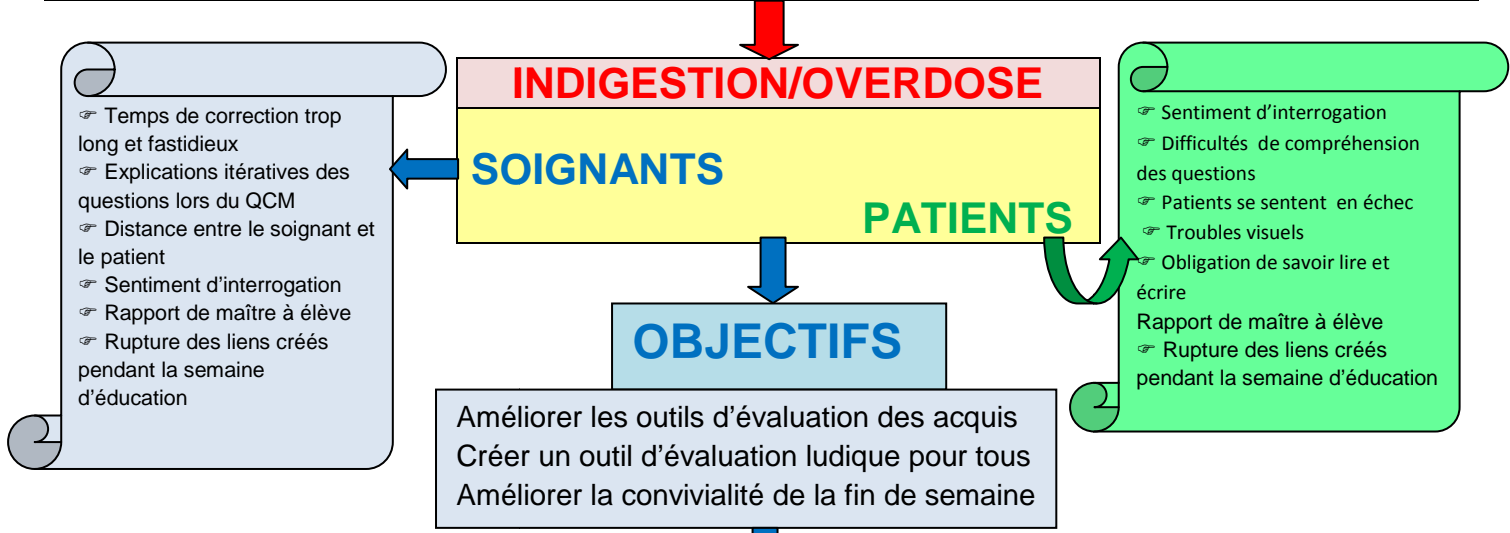 INDIGESTION/OVERDOSE
SOIGNANTS
PATIENTS
☞ Temps de correction trop
long et fastidieux
☞ Explications itératives des
questions lors du QCM
☞ Distance entre le soignant et
le patient
☞ Sentiment d’interrogation
☞ Rapport de maître à élève
☞ Rupture des liens créés
pendant la semaine
d’éducation
☞ Sentiment d’interrogation
☞ Difficultés de compréhension
des questions
☞ Patients se sentent en échec
☞ Troubles visuels
☞ Obligation de savoir lire et
écrire
Rapport de maître à élève
☞ Rupture des liens créés
pendant la semaine d’éducation
OBJECTIFS
Améliorer les outils d’évaluation des acquis
Créer un outil d’évaluation ludique pour tous
Améliorer la convivialité de la fin de semaine